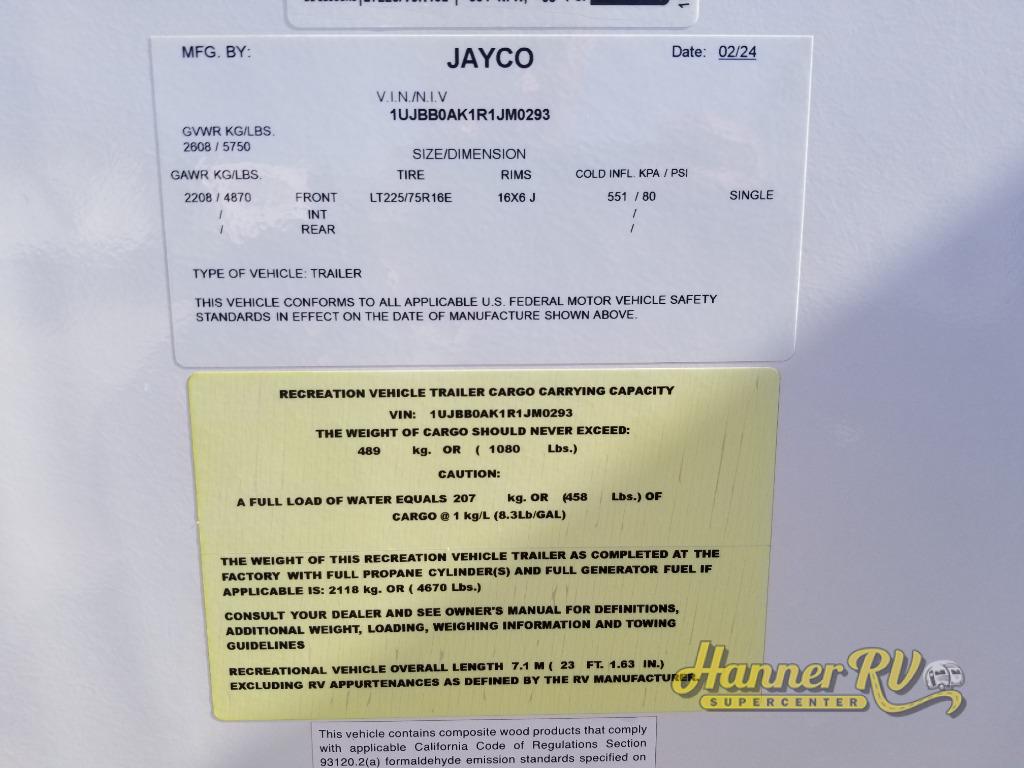 MFG. BY: JAYCO Date: 02/24
V.I.N./N.I.V
1UJBB0AK1R1JM0293
GVWR KG/LBS.
2608 / 5750
SIZE/DIMENSION
GAWR KG/LBS. TIRE RIMS COLD INFL. KPA / PSI
2208 / 4870 FRONT LT225/75R16E 16X6 J 551 / 80 SINGLE
/ INT /
/ REAR /
TYPE OF VEHICLE: TRAILER
THIS VEHICLE CONFORMS TO ALL APPLICABLE U.S. FEDERAL MOTOR VEHICLE SAFETY
STANDARDS IN EFFECT ON THE DATE OF MANUFACTURE SHOWN ABOVE.
RECREATION VEHICLE TRAILER CARGO CARRYING CAPACITY
VIN: 1UJBB0AK1R1JM0293
THE WEIGHT OF CARGO SHOULD NEVER EXCEED:
489 kg. OR ( 1080 Lbs.)
CAUTION:
A FULL LOAD OF WATER EQUALS 207 kg. OR (458 Lbs.) OF
CARGO @ 1 kg/L (8.3Lb/GAL)
THE WEIGHT OF THIS RECREATION VEHICLE TRAILER AS COMPLETED AT THE
FACTORY WITH FULL PROPANE CYLINDER(S) AND FULL GENERATOR FUEL IF
APPLICABLE IS: 2118 kg. OR ( 4670 Lbs.)
CONSULT YOUR DEALER AND SEE OWNER'S MANUAL FOR DEFINITIONS,
ADDITIONAL WEIGHT, LOADING, WEIGHING INFORMATION AND TOWING
GUIDELINES
RECREATIONAL VEHICLE OVERALL LENGTH 7.1 M ( 23 FT. 1.63 IN.)
EXCLUDING RV APPURTENANCES AS DEFINED BY THE RV MANUFACTURER.
Hanner RV
SUPERCENTER
This vehicle contains composite wood products that comply
with applicable California Code of Regulations Section
93120.2(a) formaldehyde emission standards specified on